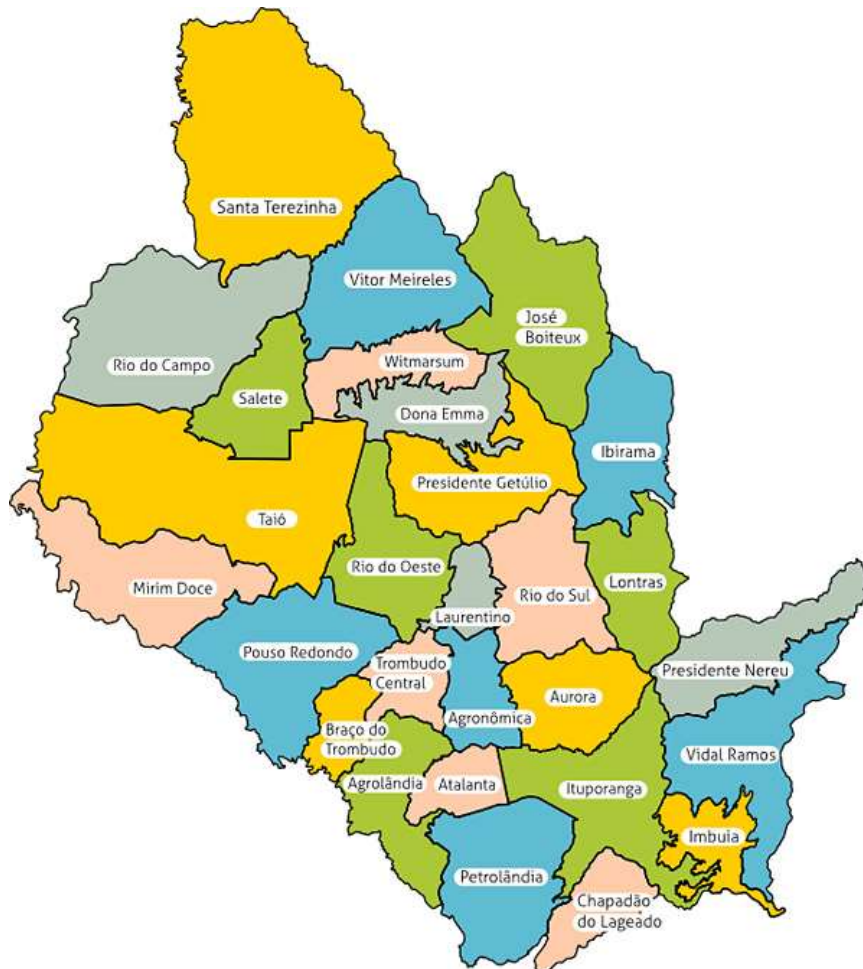 Santa Terezinha
Vitor Meireles
José
Boiteux
Rio do Campo
Witmarsum
Salete
Dona Emma
Ibirama
Presidente Getúlio
Taió
Rio do Oeste
Lontras
Mirim Doce
Rio do Sul
Laurentino
Pouso Redondo
Trombudo
Central
Presidente Nereu
Aurora
Agronômica
Braço do
Trombudo
Vidal Ramos
Agrolândia
Atalanta
Ituporanga
Imbuia
Petrolândia
Chapadão
do Lageado